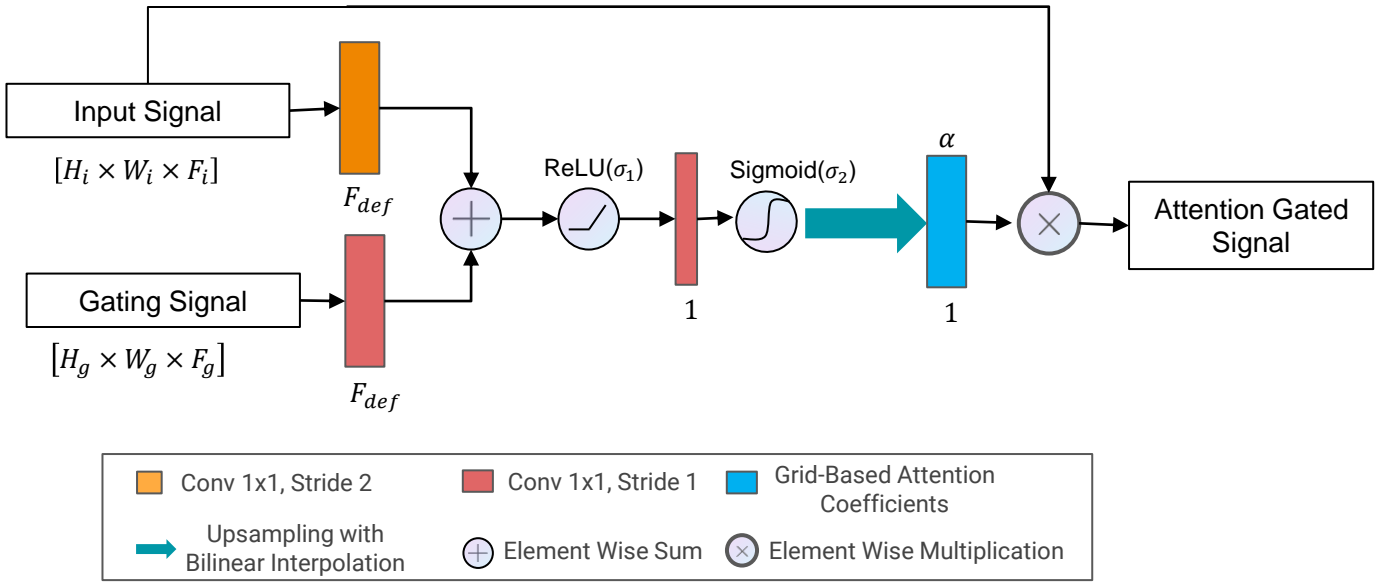 Input Signal
[H_i × W_i × F_i]
F_def
Gating Signal
[H_g × W_g × F_g]
F_def
ReLU(σ_1)
1
Sigmoid(σ_2)
α
1
Attention Gated
Signal
Conv 1x1, Stride 2
Conv 1x1, Stride 1
Grid-Based Attention
Coefficients
Upsampling with
Bilinear Interpolation
Element Wise Sum
Element Wise Multiplication